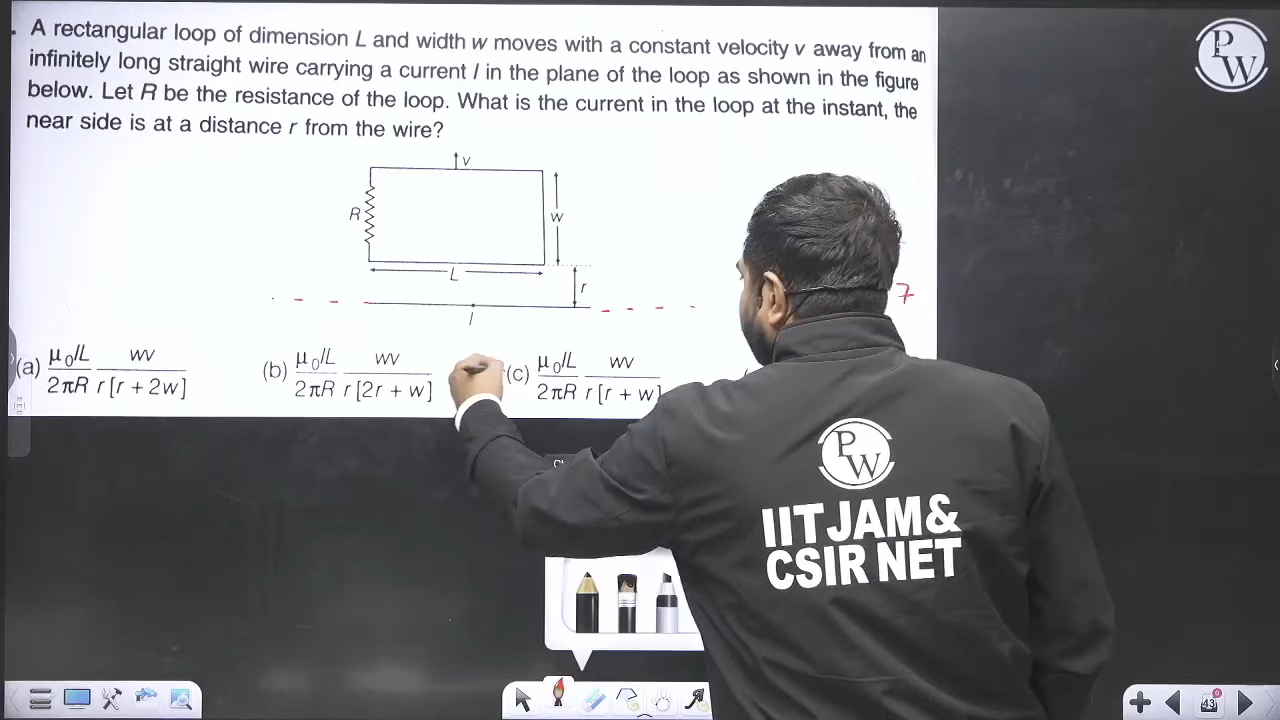 A rectangular loop of dimension L and width w moves with a constant velocity v away from an
infinitely long straight wire carrying a current I in the plane of the loop as shown in the figure
below. Let R be the resistance of the loop. What is the current in the loop at the instant, the
near side is at a distance r from the wire?
v
R
w
L
r
I
7
(a) μ₀IL/2πR wv/r[r + 2w]
(b) μ₀IL/2πR wv/r[2r + w]
(c) μ₀IL/2πR wv/r[r + w]
PW
PW
IIT JAM&
CSIR NET
43